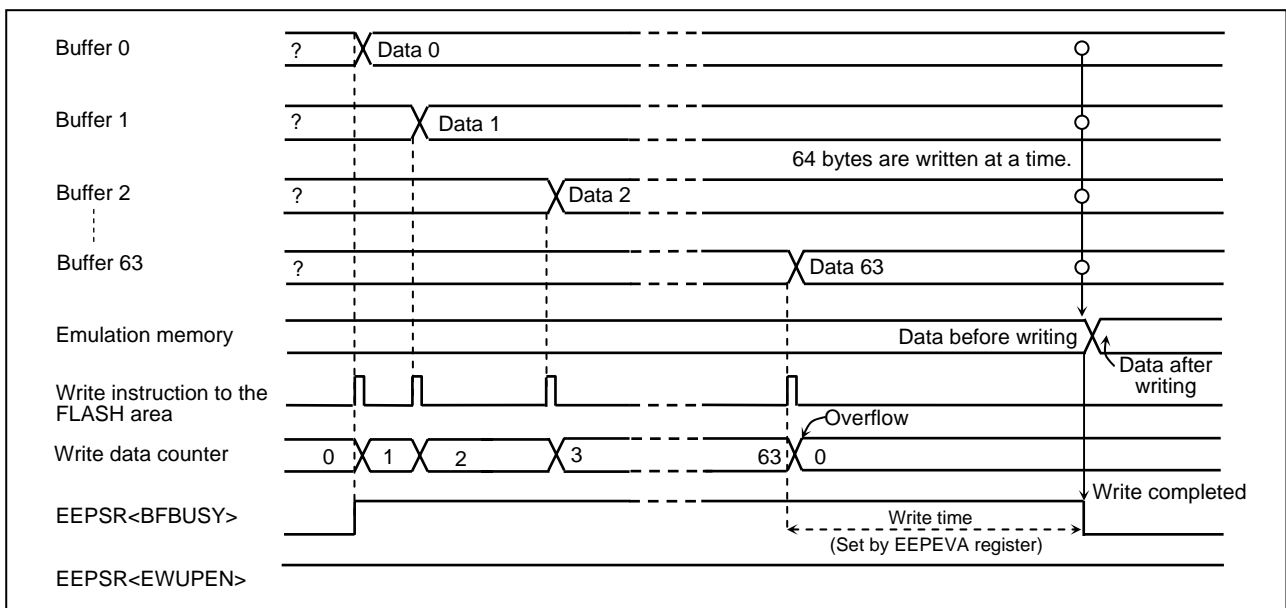 Buffer 0 ? Data 0
Buffer 1 ? Data 1
64 bytes are written at a time.
Buffer 2 ? Data 2
Buffer 63 ? Data 63
Emulation memory Data before writing
Data after
writing
Write instruction to the
FLASH area
Overflow
Write data counter 0 1 2 3 63 0
Write completed
EEPSR<BFBUSY> Write time
(Set by EEPEVA register)
EEPSR<EWUPEN>